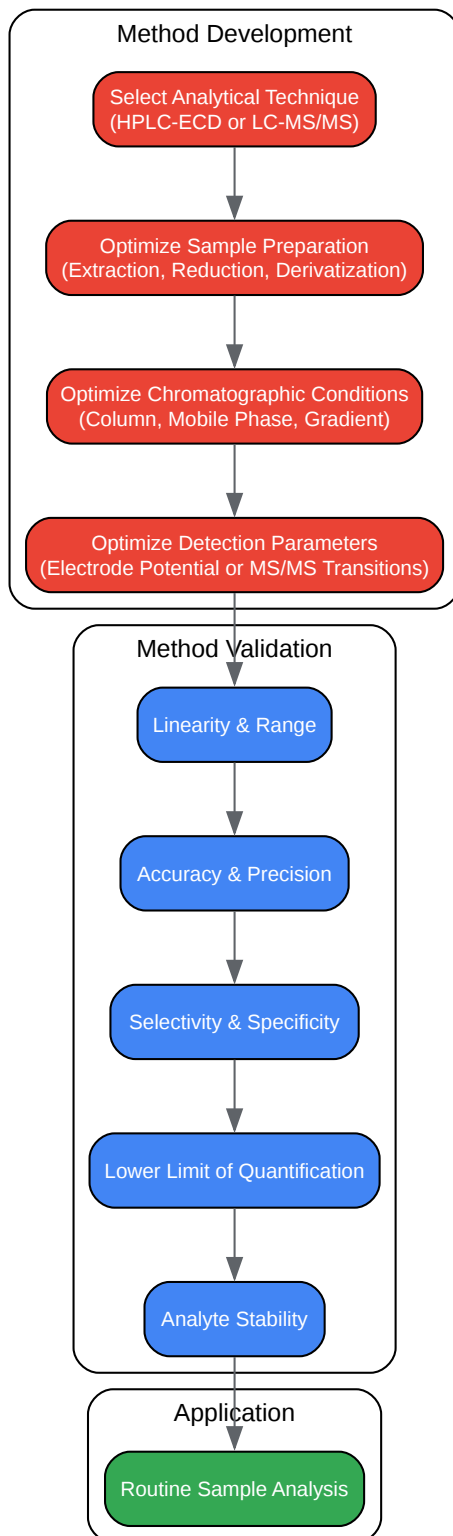 Method Development
Select Analytical Technique
(HPLC-ECD or LC-MS/MS)
Optimize Sample Preparation
(Extraction, Reduction, Derivatization)
Optimize Chromatographic Conditions
(Column, Mobile Phase, Gradient)
Optimize Detection Parameters
(Electrode Potential or MS/MS Transitions)
Method Validation
Linearity & Range
Accuracy & Precision
Selectivity & Specificity
Lower Limit of Quantification
Analyte Stability
Application
Routine Sample Analysis